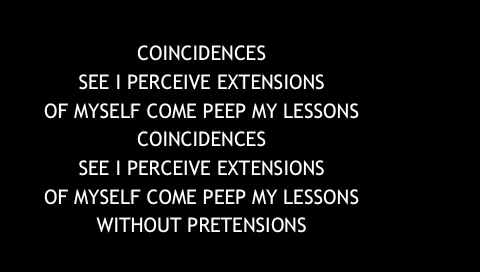 COINCIDENCES
SEE I PERCEIVE EXTENSIONS
OF MYSELF COME PEEP MY LESSONS
COINCIDENCES
SEE I PERCEIVE EXTENSIONS
OF MYSELF COME PEEP MY LESSONS
WITHOUT PRETENSIONS